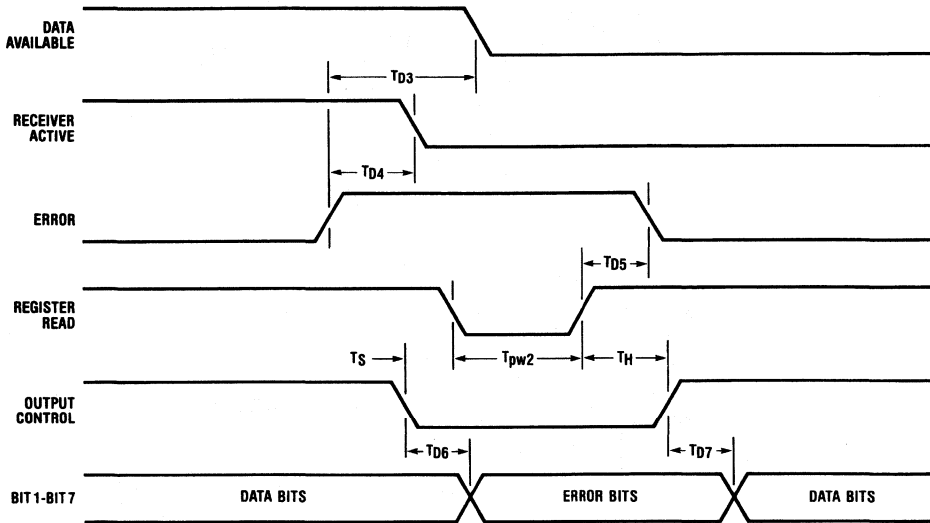 DATA
AVAILABLE
TD3
RECEIVER
ACTIVE
TD4
ERROR
TD5
REGISTER
READ
TS
Tpw2
TH
OUTPUT
CONTROL
TD6
TD7
BIT 1-BIT 7
DATA BITS
ERROR BITS
DATA BITS